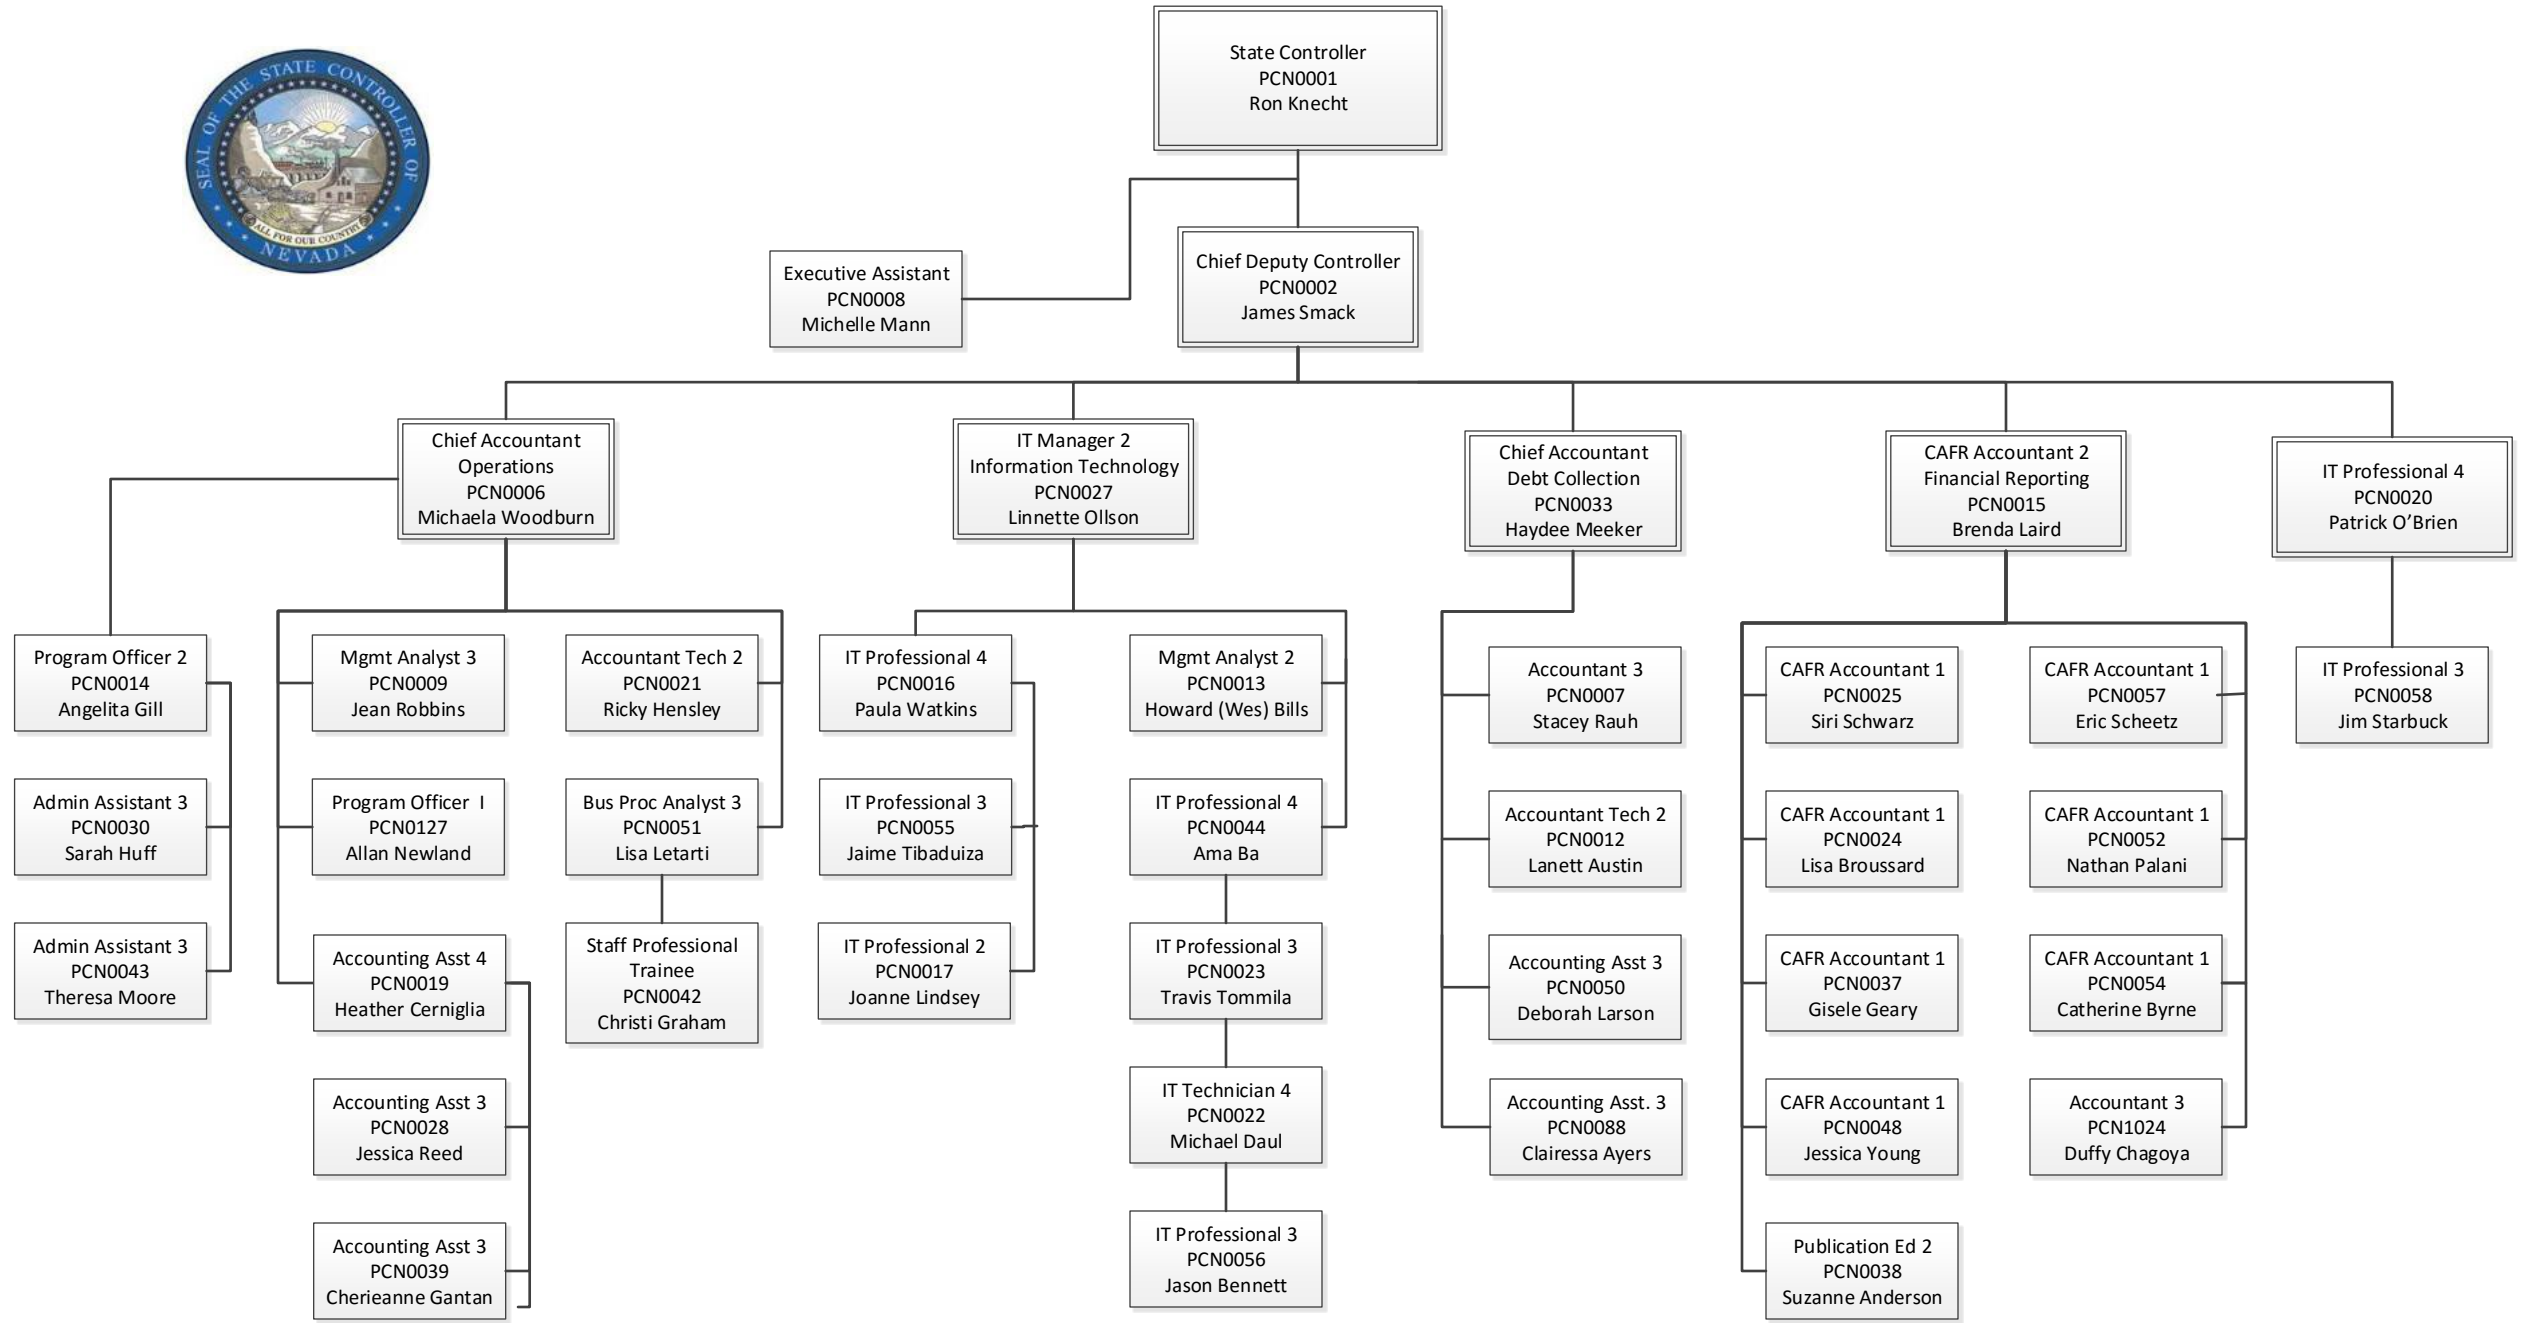 SEAL OF THE STATE CONTROLLER OF
NEVADA
ALL FOR OUR COUNTRY
State Controller
PCN0001
Ron Knecht
Executive Assistant
PCN0008
Michelle Mann
Chief Deputy Controller
PCN0002
James Smack
Chief Accountant
Operations
PCN0006
Michaela Woodburn
IT Manager 2
Information Technology
PCN0027
Linnette Ollson
Chief Accountant
Debt Collection
PCN0033
Haydee Meeker
CAFR Accountant 2
Financial Reporting
PCN0015
Brenda Laird
IT Professional 4
PCN0020
Patrick O’Brien
Program Officer 2
PCN0014
Angelita Gill
Mgmt Analyst 3
PCN0009
Jean Robbins
Accountant Tech 2
PCN0021
Ricky Hensley
IT Professional 4
PCN0016
Paula Watkins
Mgmt Analyst 2
PCN0013
Howard (Wes) Bills
Accountant 3
PCN0007
Stacey Rauh
CAFR Accountant 1
PCN0025
Siri Schwarz
CAFR Accountant 1
PCN0057
Eric Scheetz
IT Professional 3
PCN0058
Jim Starbuck
Admin Assistant 3
PCN0030
Sarah Huff
Program Officer I
PCN0127
Allan Newland
Bus Proc Analyst 3
PCN0051
Lisa Letarti
IT Professional 3
PCN0055
Jaime Tibaduiza
IT Professional 4
PCN0044
Ama Ba
Accountant Tech 2
PCN0012
Lanett Austin
CAFR Accountant 1
PCN0024
Lisa Broussard
CAFR Accountant 1
PCN0052
Nathan Palani
Admin Assistant 3
PCN0043
Theresa Moore
Accounting Asst 4
PCN0019
Heather Cerniglia
Staff Professional
Trainee
PCN0042
Christi Graham
IT Professional 2
PCN0017
Joanne Lindsey
IT Professional 3
PCN0023
Travis Tommila
Accounting Asst 3
PCN0050
Deborah Larson
CAFR Accountant 1
PCN0037
Gisele Geary
CAFR Accountant 1
PCN0054
Catherine Byrne
Accounting Asst 3
PCN0028
Jessica Reed
IT Technician 4
PCN0022
Michael Daul
Accounting Asst. 3
PCN0088
Clairessa Ayers
CAFR Accountant 1
PCN0048
Jessica Young
Accountant 3
PCN1024
Duffy Chagoya
Accounting Asst 3
PCN0039
Cherieanne Gantan
IT Professional 3
PCN0056
Jason Bennett
Publication Ed 2
PCN0038
Suzanne Anderson